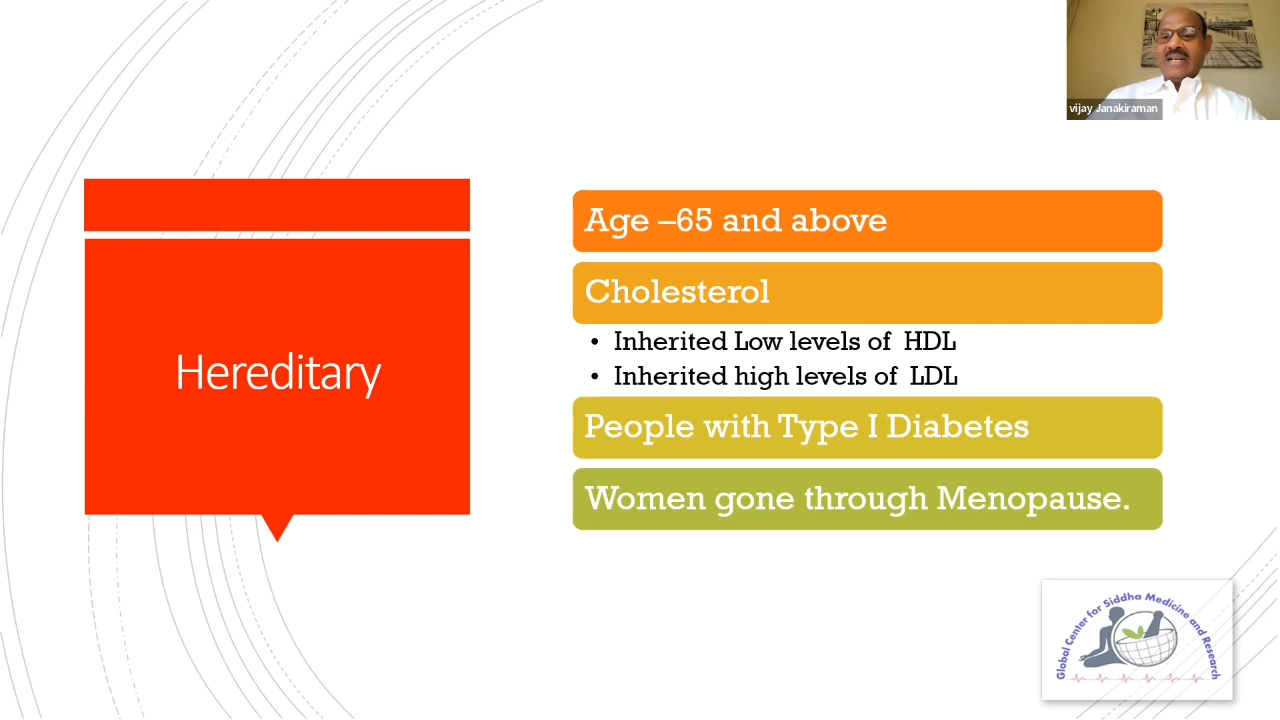 vijay Janakiraman
Hereditary
Age –65 and above
Cholesterol
• Inherited Low levels of HDL
• Inherited high levels of LDL
People with Type I Diabetes
Women gone through Menopause.
Global Center for Siddha Medicine and Research